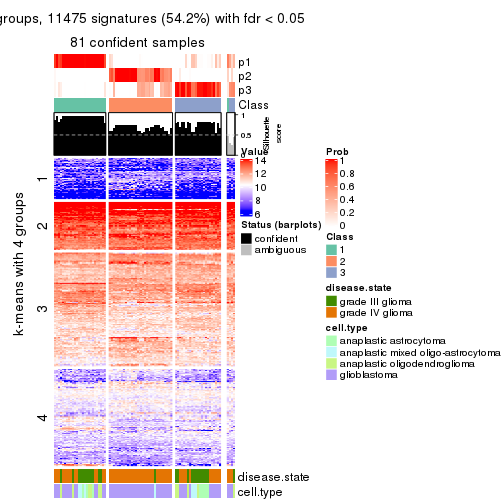 groups, 11475 signatures (54.2%) with fdr < 0.05
81 confident samples
p1
p2
p3
Class
1
0.5
0
Silhouette score
k-means with 4 groups
1
2
3
4
Value
14
12
10
8
6
Status (barplots)
confident
ambiguous
Prob
1
0.8
0.6
0.4
0.2
0
Class
1
2
3
disease.state
grade III glioma
grade IV glioma
cell.type
anaplastic astrocytoma
anaplastic mixed oligo-astrocytoma
anaplastic oligodendroglioma
glioblastoma
disease.state
cell.type